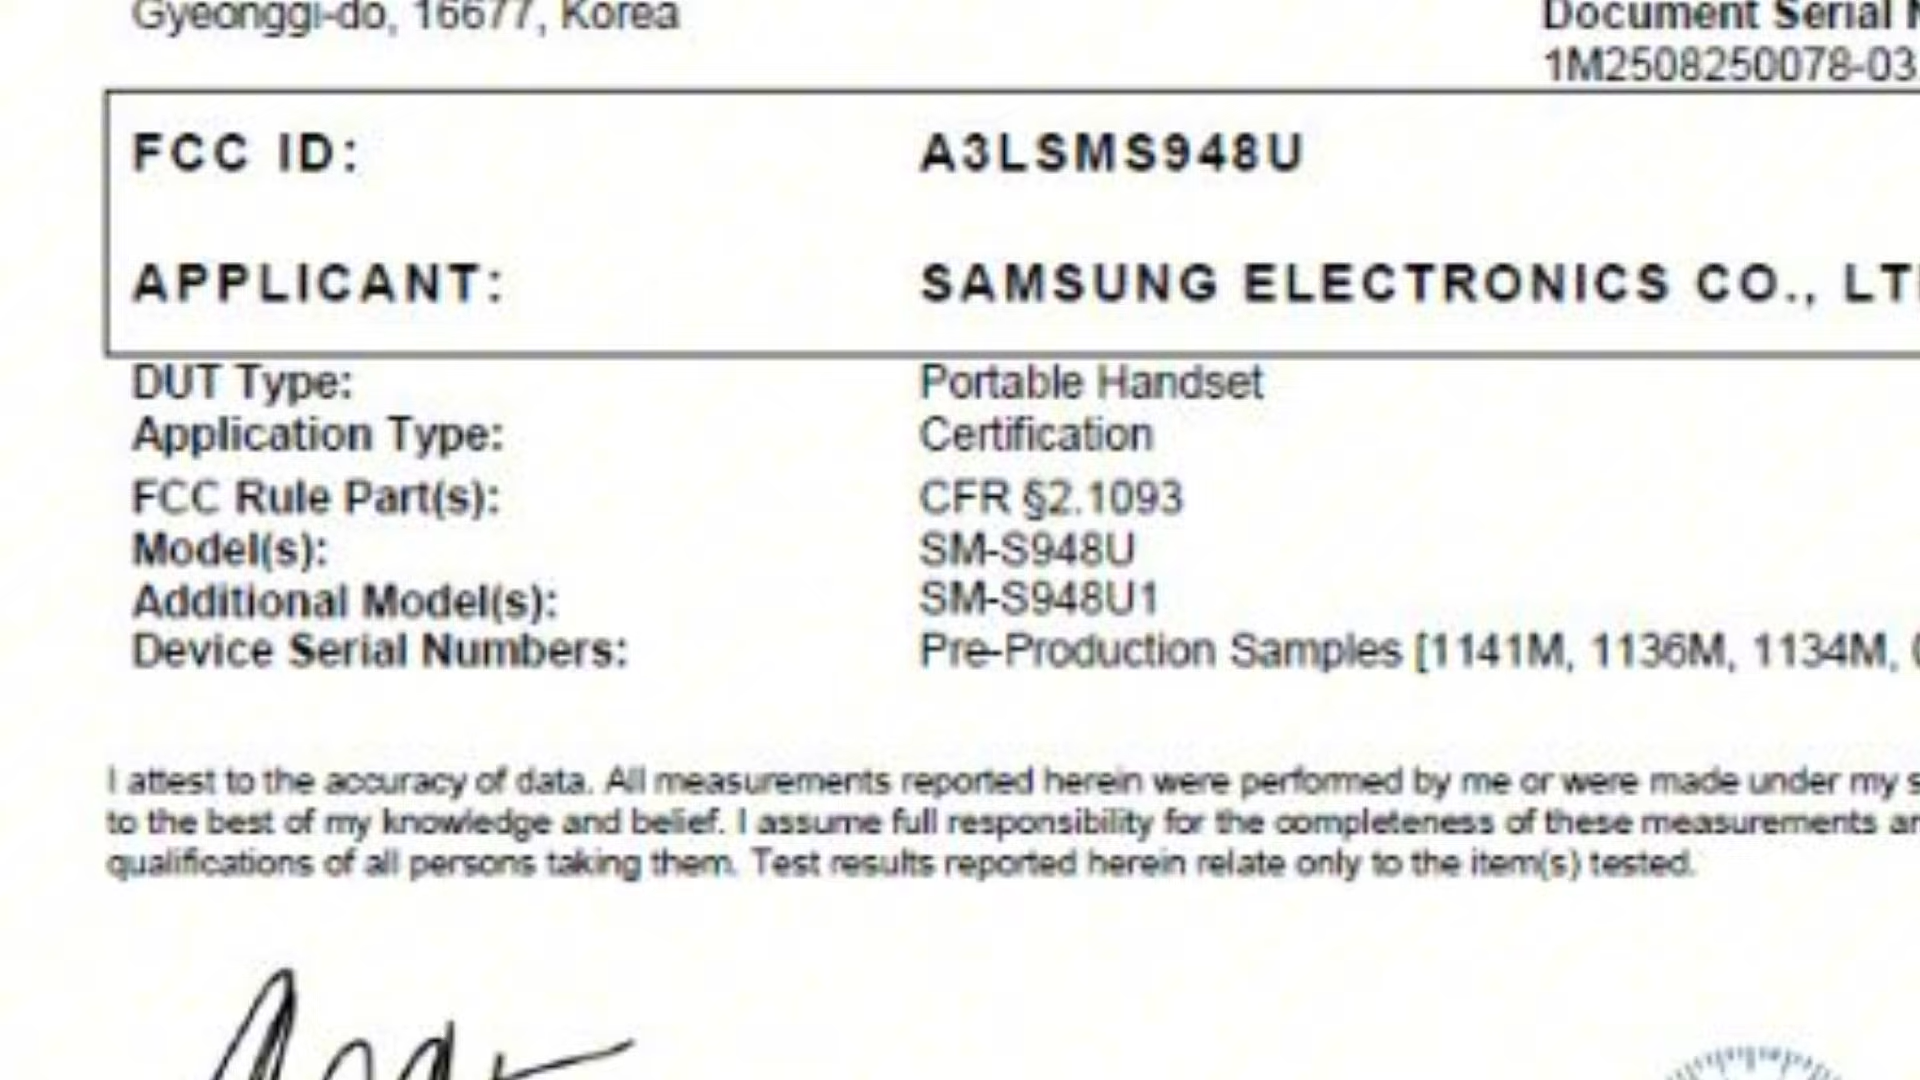 Gyeonggi-do, 16677, Korea
Document Serial
1M2508250078-03
FCC ID: A3LSMS948U
APPLICANT: SAMSUNG ELECTRONICS CO., LT
DUT Type: Portable Handset
Application Type: Certification
FCC Rule Part(s): CFR §2.1093
Model(s): SM-S948U
Additional Model(s): SM-S948U1
Device Serial Numbers: Pre-Production Samples [1141M, 1136M, 1134M,
I attest to the accuracy of data. All measurements reported herein were performed by me or were made under my
to the best of my knowledge and belief. I assume full responsibility for the completeness of these measurements
qualifications of all persons taking them. Test results reported herein relate only to the item(s) tested.